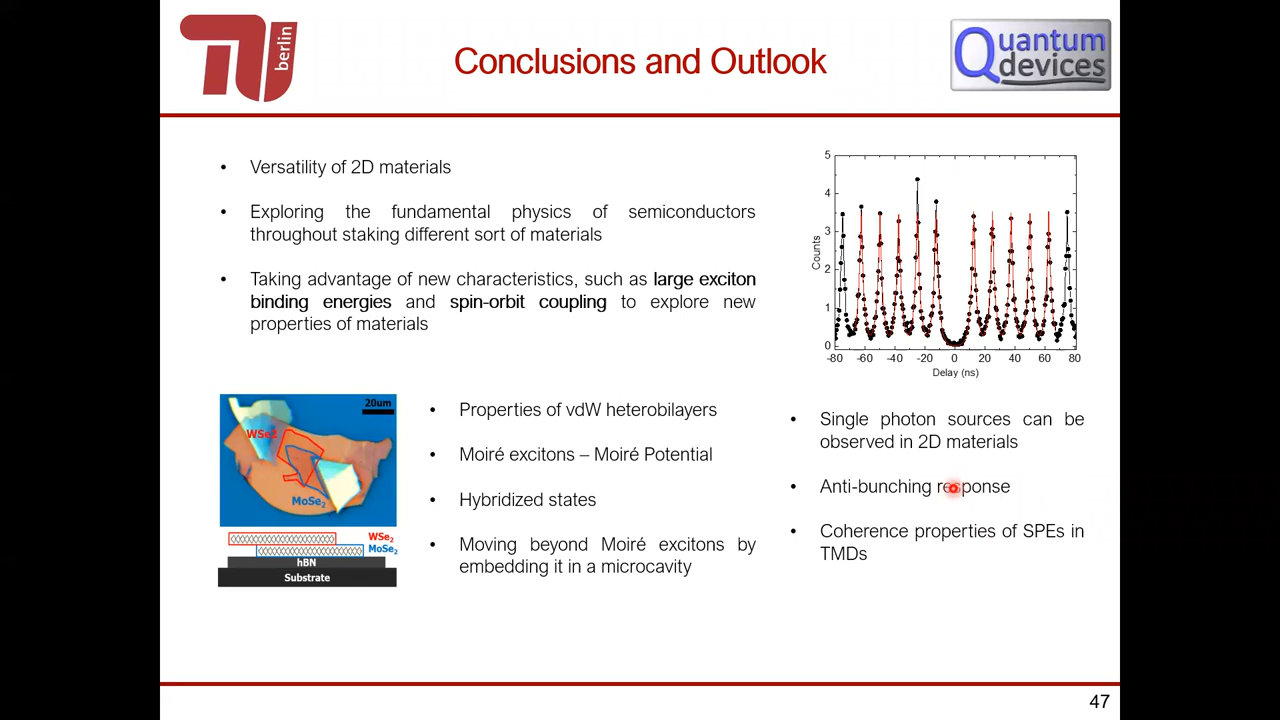 berlin
Conclusions and Outlook
Quantum
devices
• Versatility of 2D materials
• Exploring the fundamental physics of semiconductors
throughout staking different sort of materials
• Taking advantage of new characteristics, such as large exciton
binding energies and spin-orbit coupling to explore new
properties of materials
5
4
3
2
1
0
Counts
-80 -60 -40 -20 0 20 40 60 80
Delay (ns)
20um
WSe2
MoSe₂
WSe₂
MoSe₂
hBN
Substrate
• Properties of vdW heterobilayers
• Moiré excitons – Moiré Potential
• Hybridized states
• Moving beyond Moiré excitons by
embedding it in a microcavity
• Single photon sources can be
observed in 2D materials
• Anti-bunching response
• Coherence properties of SPEs in
TMDs
47